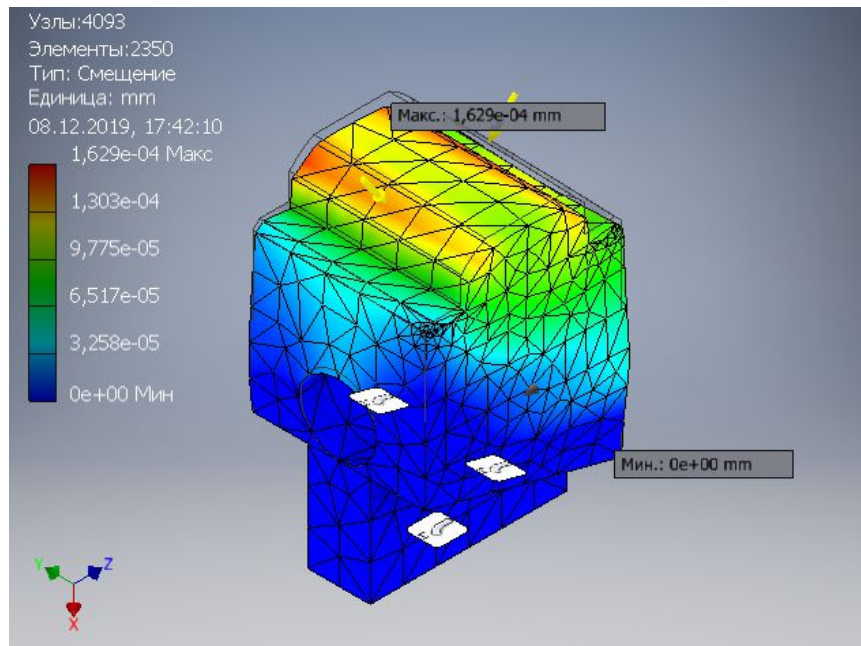 Узлы:4093
Элементы:2350
Тип: Смещение
Единица: mm
08.12.2019, 17:42:10
1,629e-04 Макс
1,303e-04
9,775e-05
6,517e-05
3,258e-05
0e+00 Мин
Макс.: 1,629e-04 mm
Мин.: 0e+00 mm
Y
Z
X